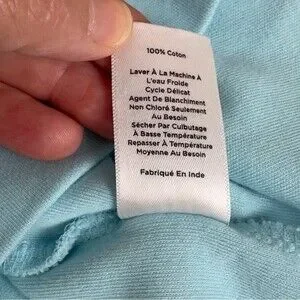 100% Coton
Laver À La Machine À
L'eau Froide
Cycle Délicat
Agent De Blanchiment
Non Chloré Seulement
Au Besoin
Sécher Par Culbutage
À Basse Température
Repasser À Température
Moyenne Au Besoin
Fabriqué En Inde